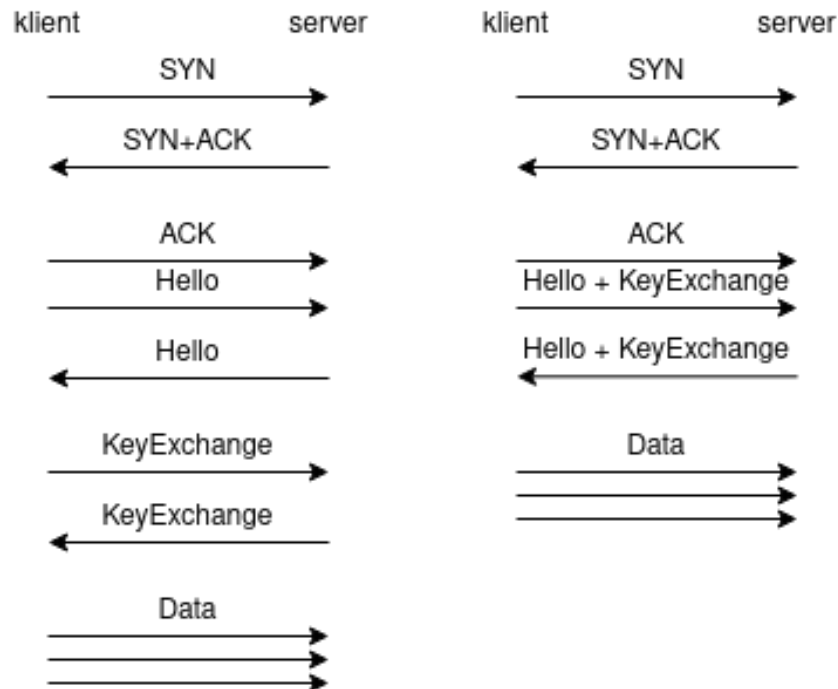 klient server
SYN
SYN+ACK
ACK
Hello
Hello
KeyExchange
KeyExchange
Data
klient server
SYN
SYN+ACK
ACK
Hello + KeyExchange
Hello + KeyExchange
Data